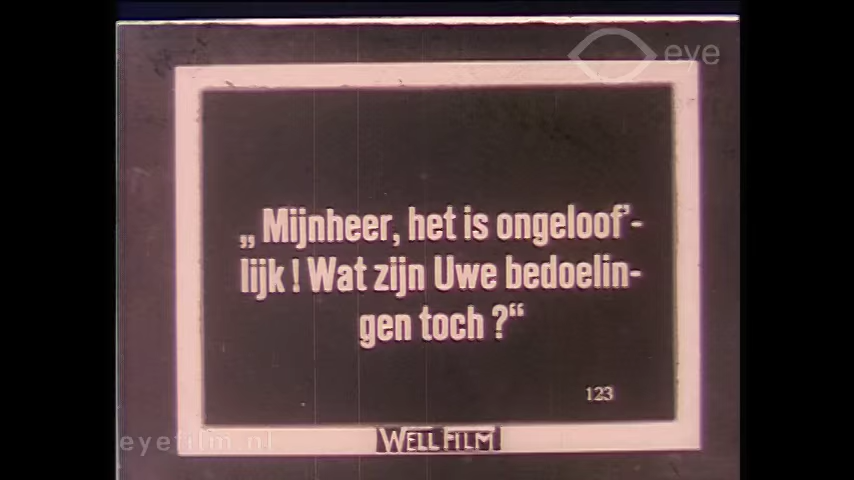 eye
„Mijnheer, het is ongeloof’-
lijk! Wat zijn Uwe bedoelin-
gen toch?“
123
eyefilm.nl
WELL FILM